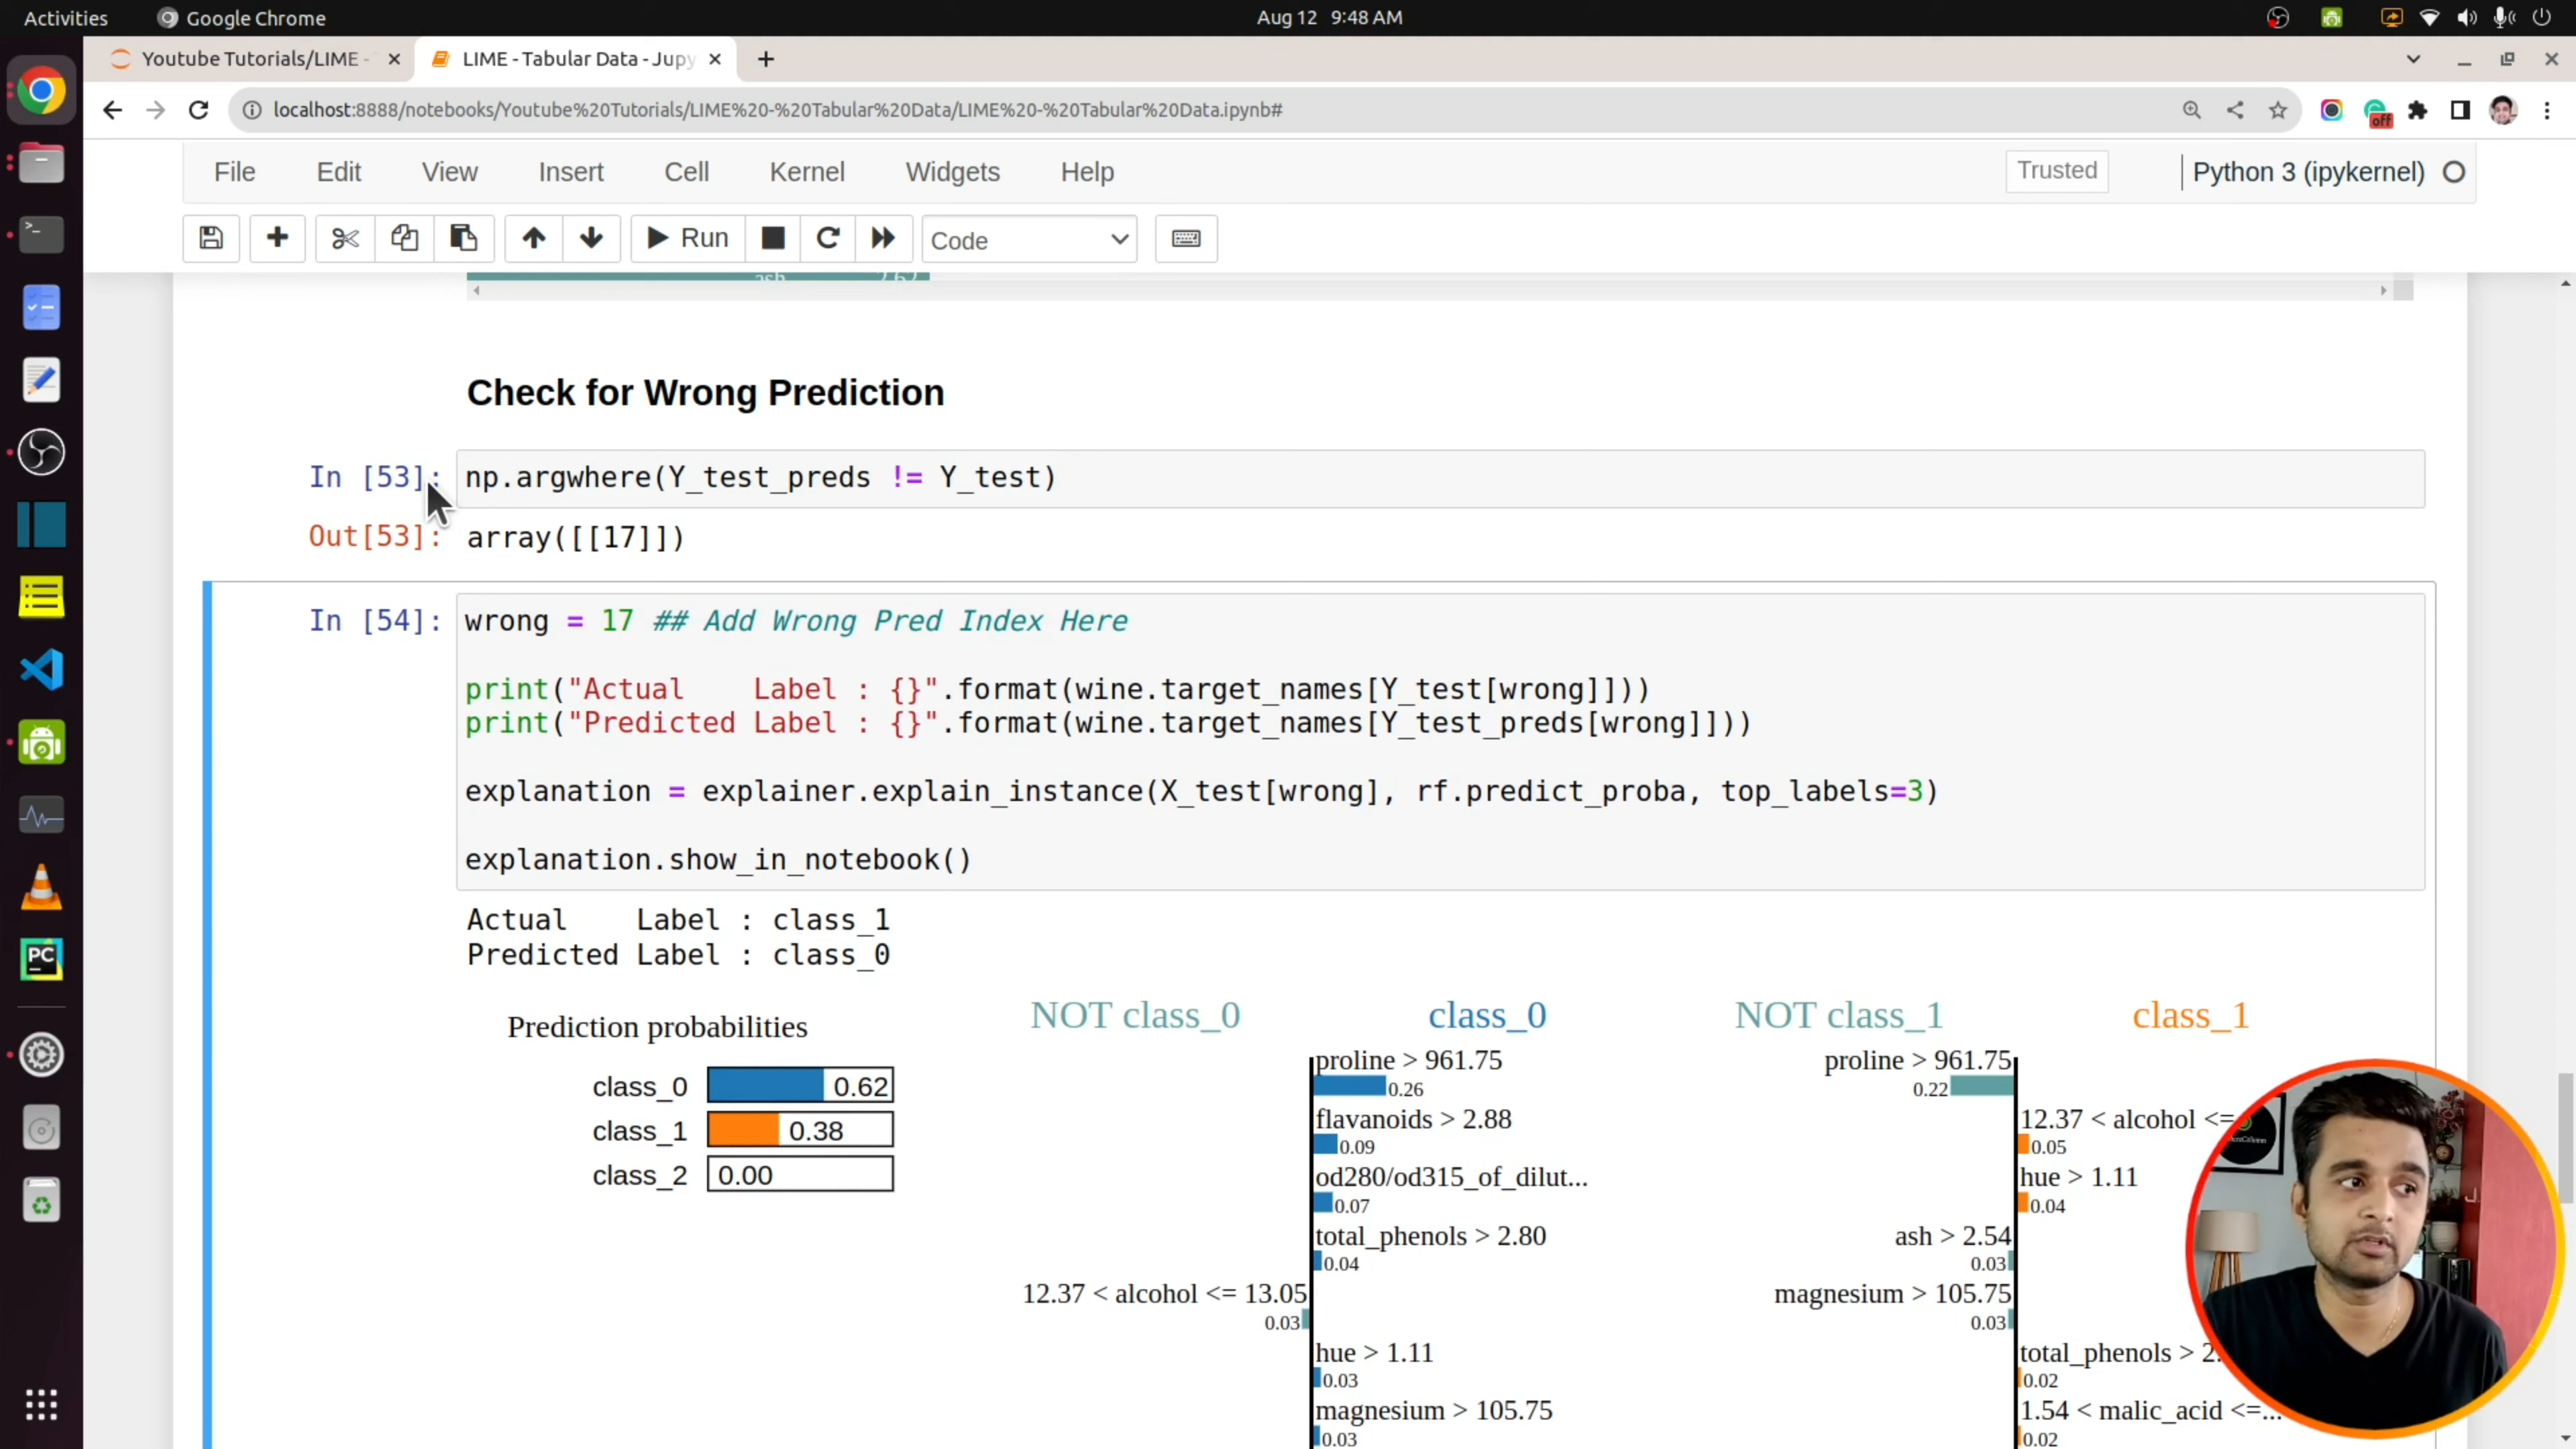 Activities
Google Chrome
Aug 12 9:48 AM
Youtube Tutorials/LIME -
LIME - Tabular Data - Jupy
localhost:8888/notebooks/Youtube%20Tutorials/LIME%20-%20Tabular%20Data/LIME%20-%20Tabular%20Data.ipynb#
off
File Edit View Insert Cell Kernel Widgets Help
Trusted
Python 3 (ipykernel)
Run
Code
ash 2.62
Check for Wrong Prediction
In [53]: np.argwhere(Y_test_preds != Y_test)
Out[53]: array([[17]])
In [54]: wrong = 17 ## Add Wrong Pred Index Here
print("Actual    Label : {}".format(wine.target_names[Y_test[wrong]]))
print("Predicted Label : {}".format(wine.target_names[Y_test_preds[wrong]]))
explanation = explainer.explain_instance(X_test[wrong], rf.predict_proba, top_labels=3)
explanation.show_in_notebook()
Actual    Label : class_1
Predicted Label : class_0
Prediction probabilities
class_0 0.62
class_1 0.38
class_2 0.00
NOT class_0 class_0
proline > 961.75
0.26
flavanoids > 2.88
0.09
od280/od315_of_dilut...
0.07
total_phenols > 2.80
0.04
12.37 < alcohol <= 13.05
0.03
hue > 1.11
0.03
magnesium > 105.75
0.03
NOT class_1 class_1
proline > 961.75
0.22
12.37 < alcohol <=
0.05
hue > 1.11
0.04
ash > 2.54
0.03
magnesium > 105.75
0.03
total_phenols > 2.
0.02
1.54 < malic_acid <=...
0.02
PC